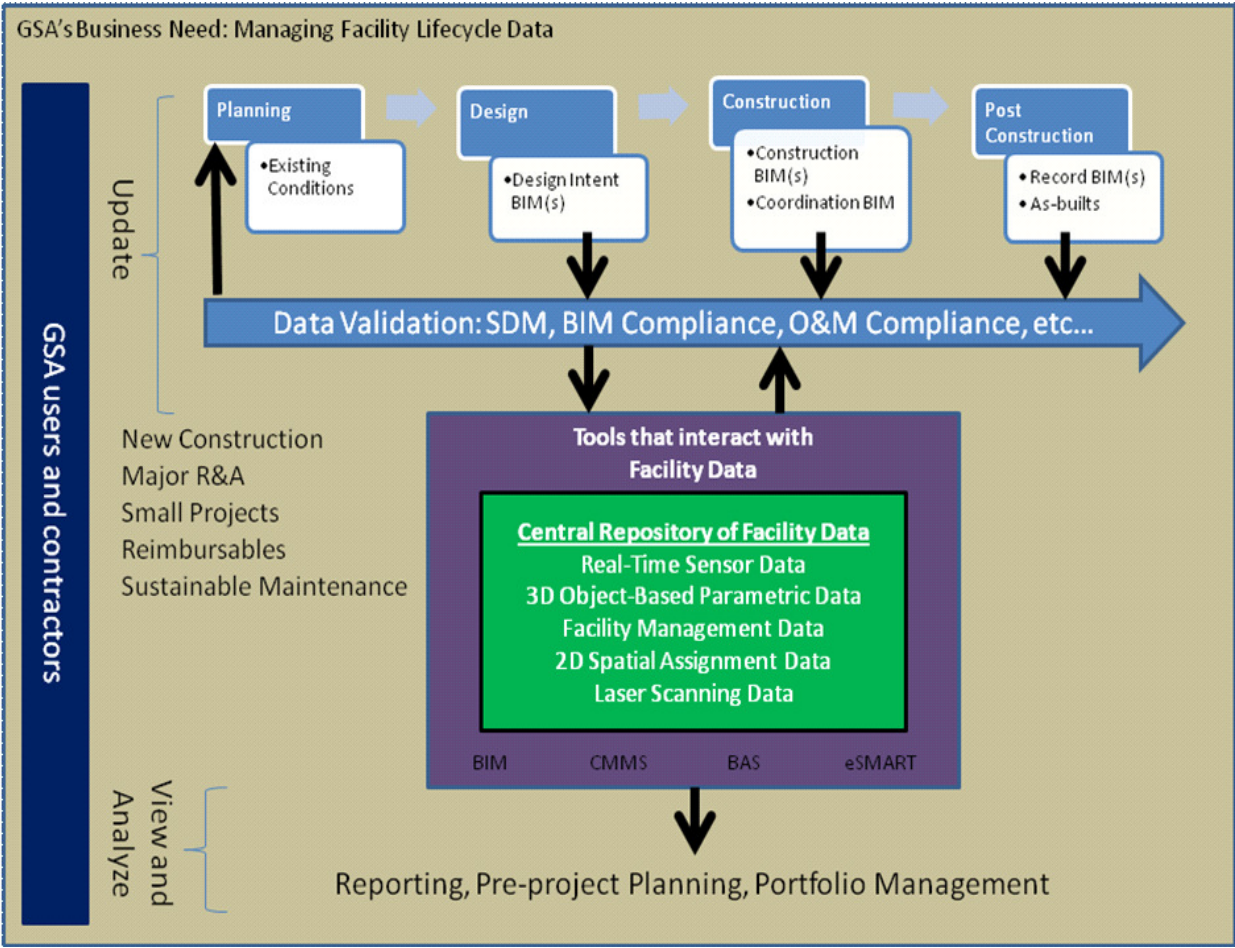 GSA's Business Need: Managing Facility Lifecycle Data
GSA users and contractors
Update
Planning
•Existing
Conditions
Design
•Design Intent
BIM(s)
Construction
•Construction
BIM(s)
•Coordination BIM
Post
Construction
•Record BIM(s)
•As-builts
Data Validation: SDM, BIM Compliance, O&M Compliance, etc...
New Construction
Major R&A
Small Projects
Reimbursables
Sustainable Maintenance
Tools that interact with
Facility Data
Central Repository of Facility Data
Real-Time Sensor Data
3D Object-Based Parametric Data
Facility Management Data
2D Spatial Assignment Data
Laser Scanning Data
BIM CMMS BAS eSMART
View and
Analyze
Reporting, Pre-project Planning, Portfolio Management